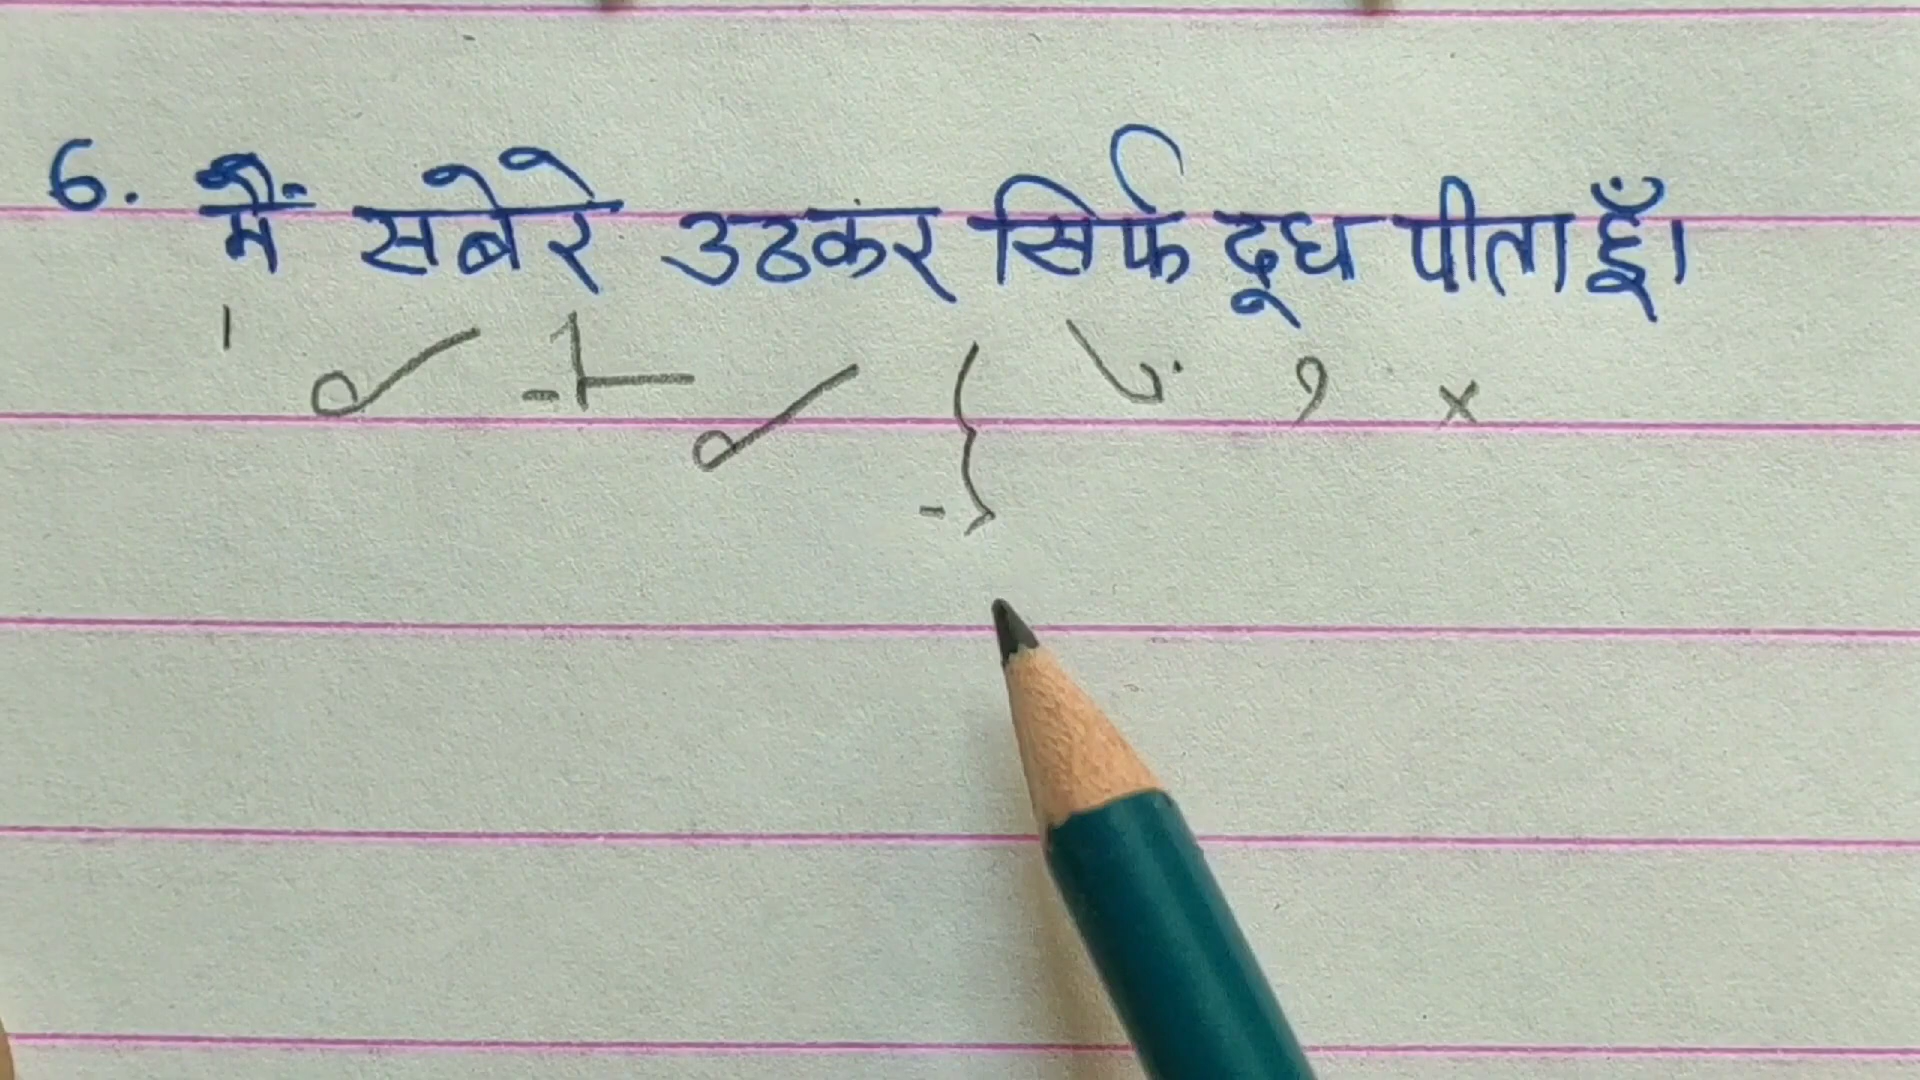 6. मैं सबेरे उठकर सिर्फ दूध पीता हूँ।